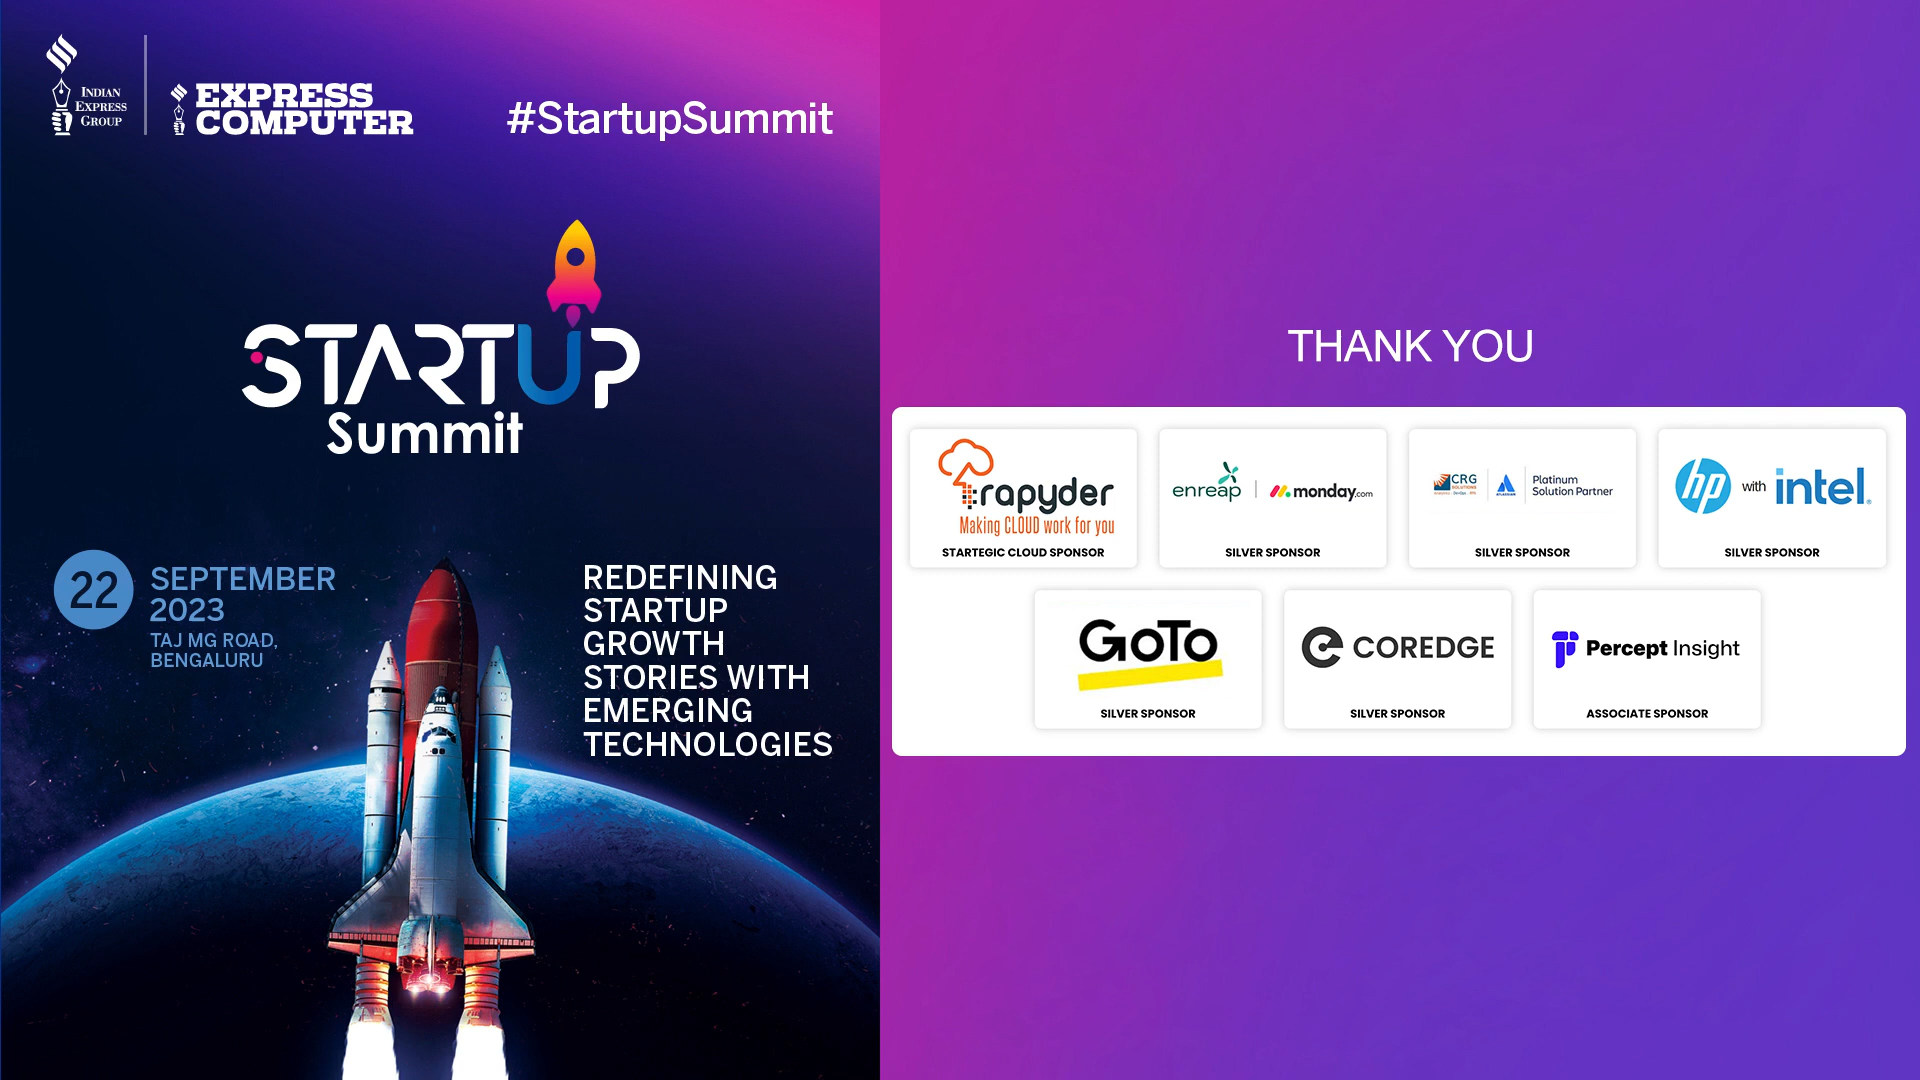 INDIAN
EXPRESS
GROUP
EXPRESS
COMPUTER
#StartupSummit
STARTUP
Summit
22
SEPTEMBER
2023
TAJ MG ROAD,
BENGALURU
REDEFINING
STARTUP
GROWTH
STORIES WITH
EMERGING
TECHNOLOGIES
THANK YOU
rapyder
Making CLOUD work for you
STARTEGIC CLOUD SPONSOR
enreap | monday.com
SILVER SPONSOR
CRG
SOLUTIONS
ATLASSIAN
Platinum
Solution Partner
SILVER SPONSOR
hp with intel.
SILVER SPONSOR
GoTo
SILVER SPONSOR
COREDGE
SILVER SPONSOR
Percept Insight
ASSOCIATE SPONSOR